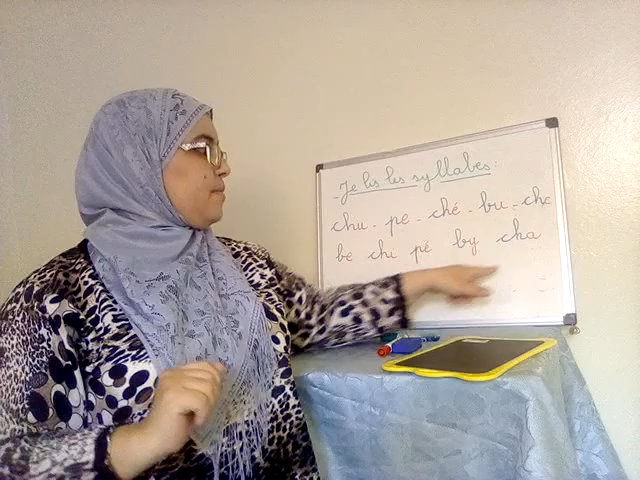 Je lis les syllabes:
chu - pe - ché - bu - cho
be chi pé by cha